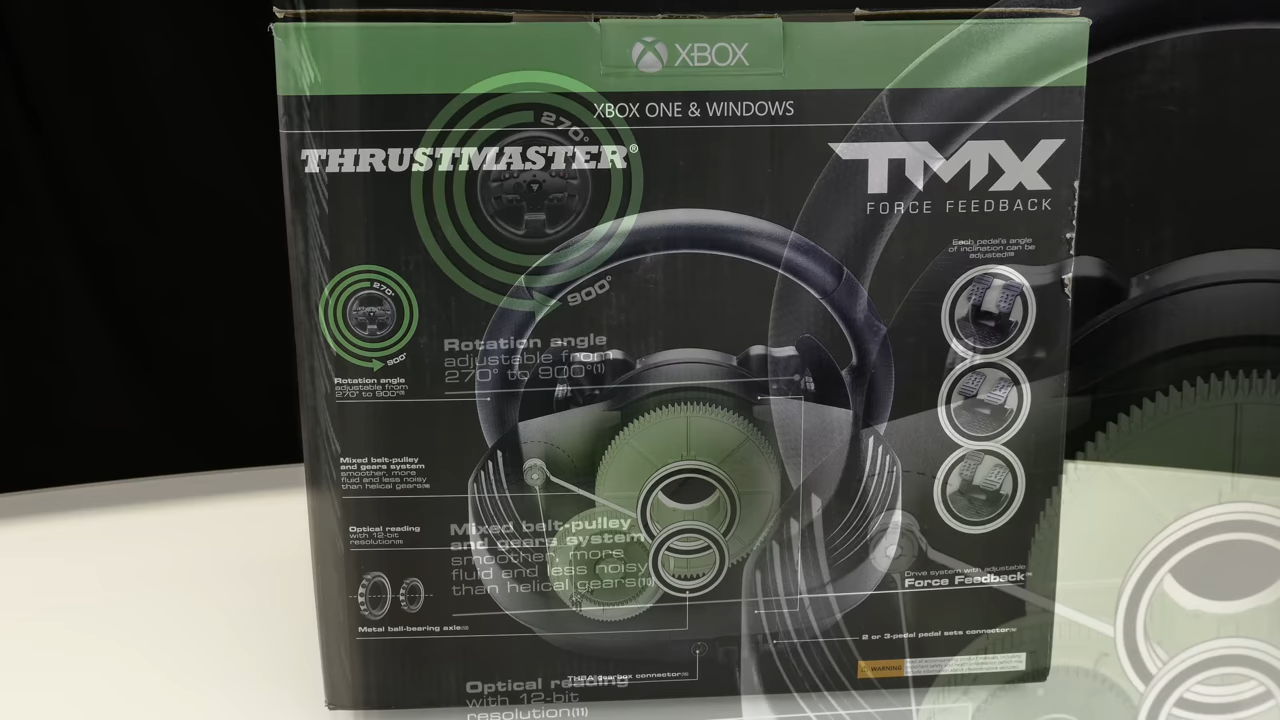 XBOX
XBOX ONE & WINDOWS
THRUSTMASTER®
TMX
FORCE FEEDBACK
270°
900°
Each pedal's angle
of inclination can be
adjusted
270°
900°
Rotation angle
adjustable from
270° to 900°
Rotation angle
adjustable from
270° to 900°(1)
Mixed belt-pulley
and gears system
smoother, more
fluid and less noisy
than helical gears
Optical reading
with 12-bit
resolution
Mixed belt-pulley
and gears system
smoother, more
fluid and less noisy
than helical gears(10)
Drive system with adjustable
Force Feedback™
Metal ball-bearing axle
2 or 3-pedal pedal sets connector
WARNING
TH8A gearbox connector
Optical reading
with 12-bit
resolution(11)